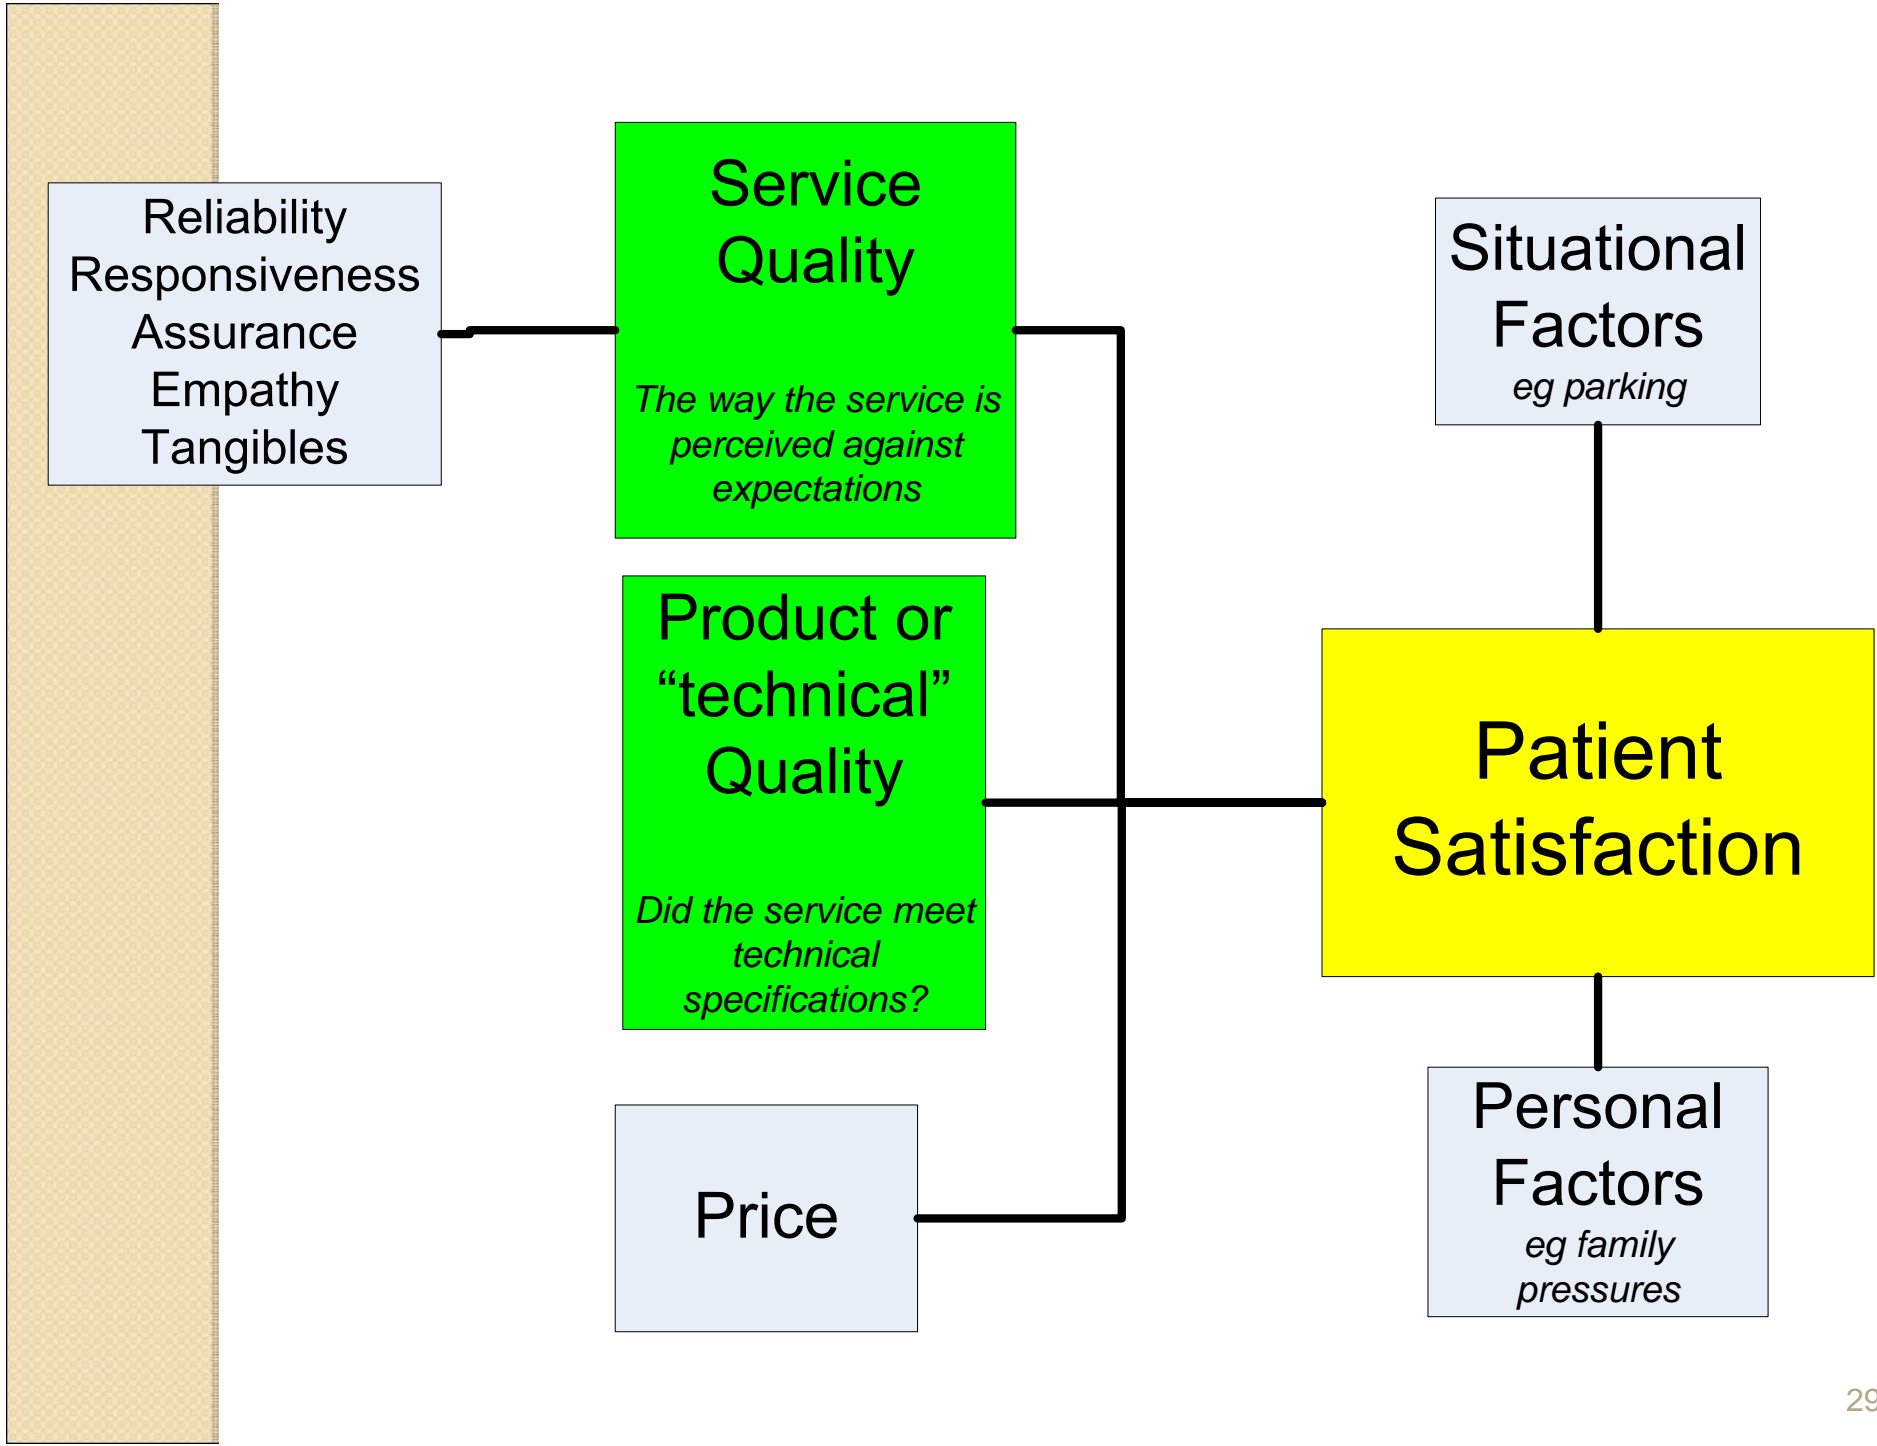 Reliability
Responsiveness
Assurance
Empathy
Tangibles
Service
Quality
The way the service is
perceived against
expectations
Product or
“technical”
Quality
Did the service meet
technical
specifications?
Price
Situational
Factors
eg parking
Patient
Satisfaction
Personal
Factors
eg family
pressures
29